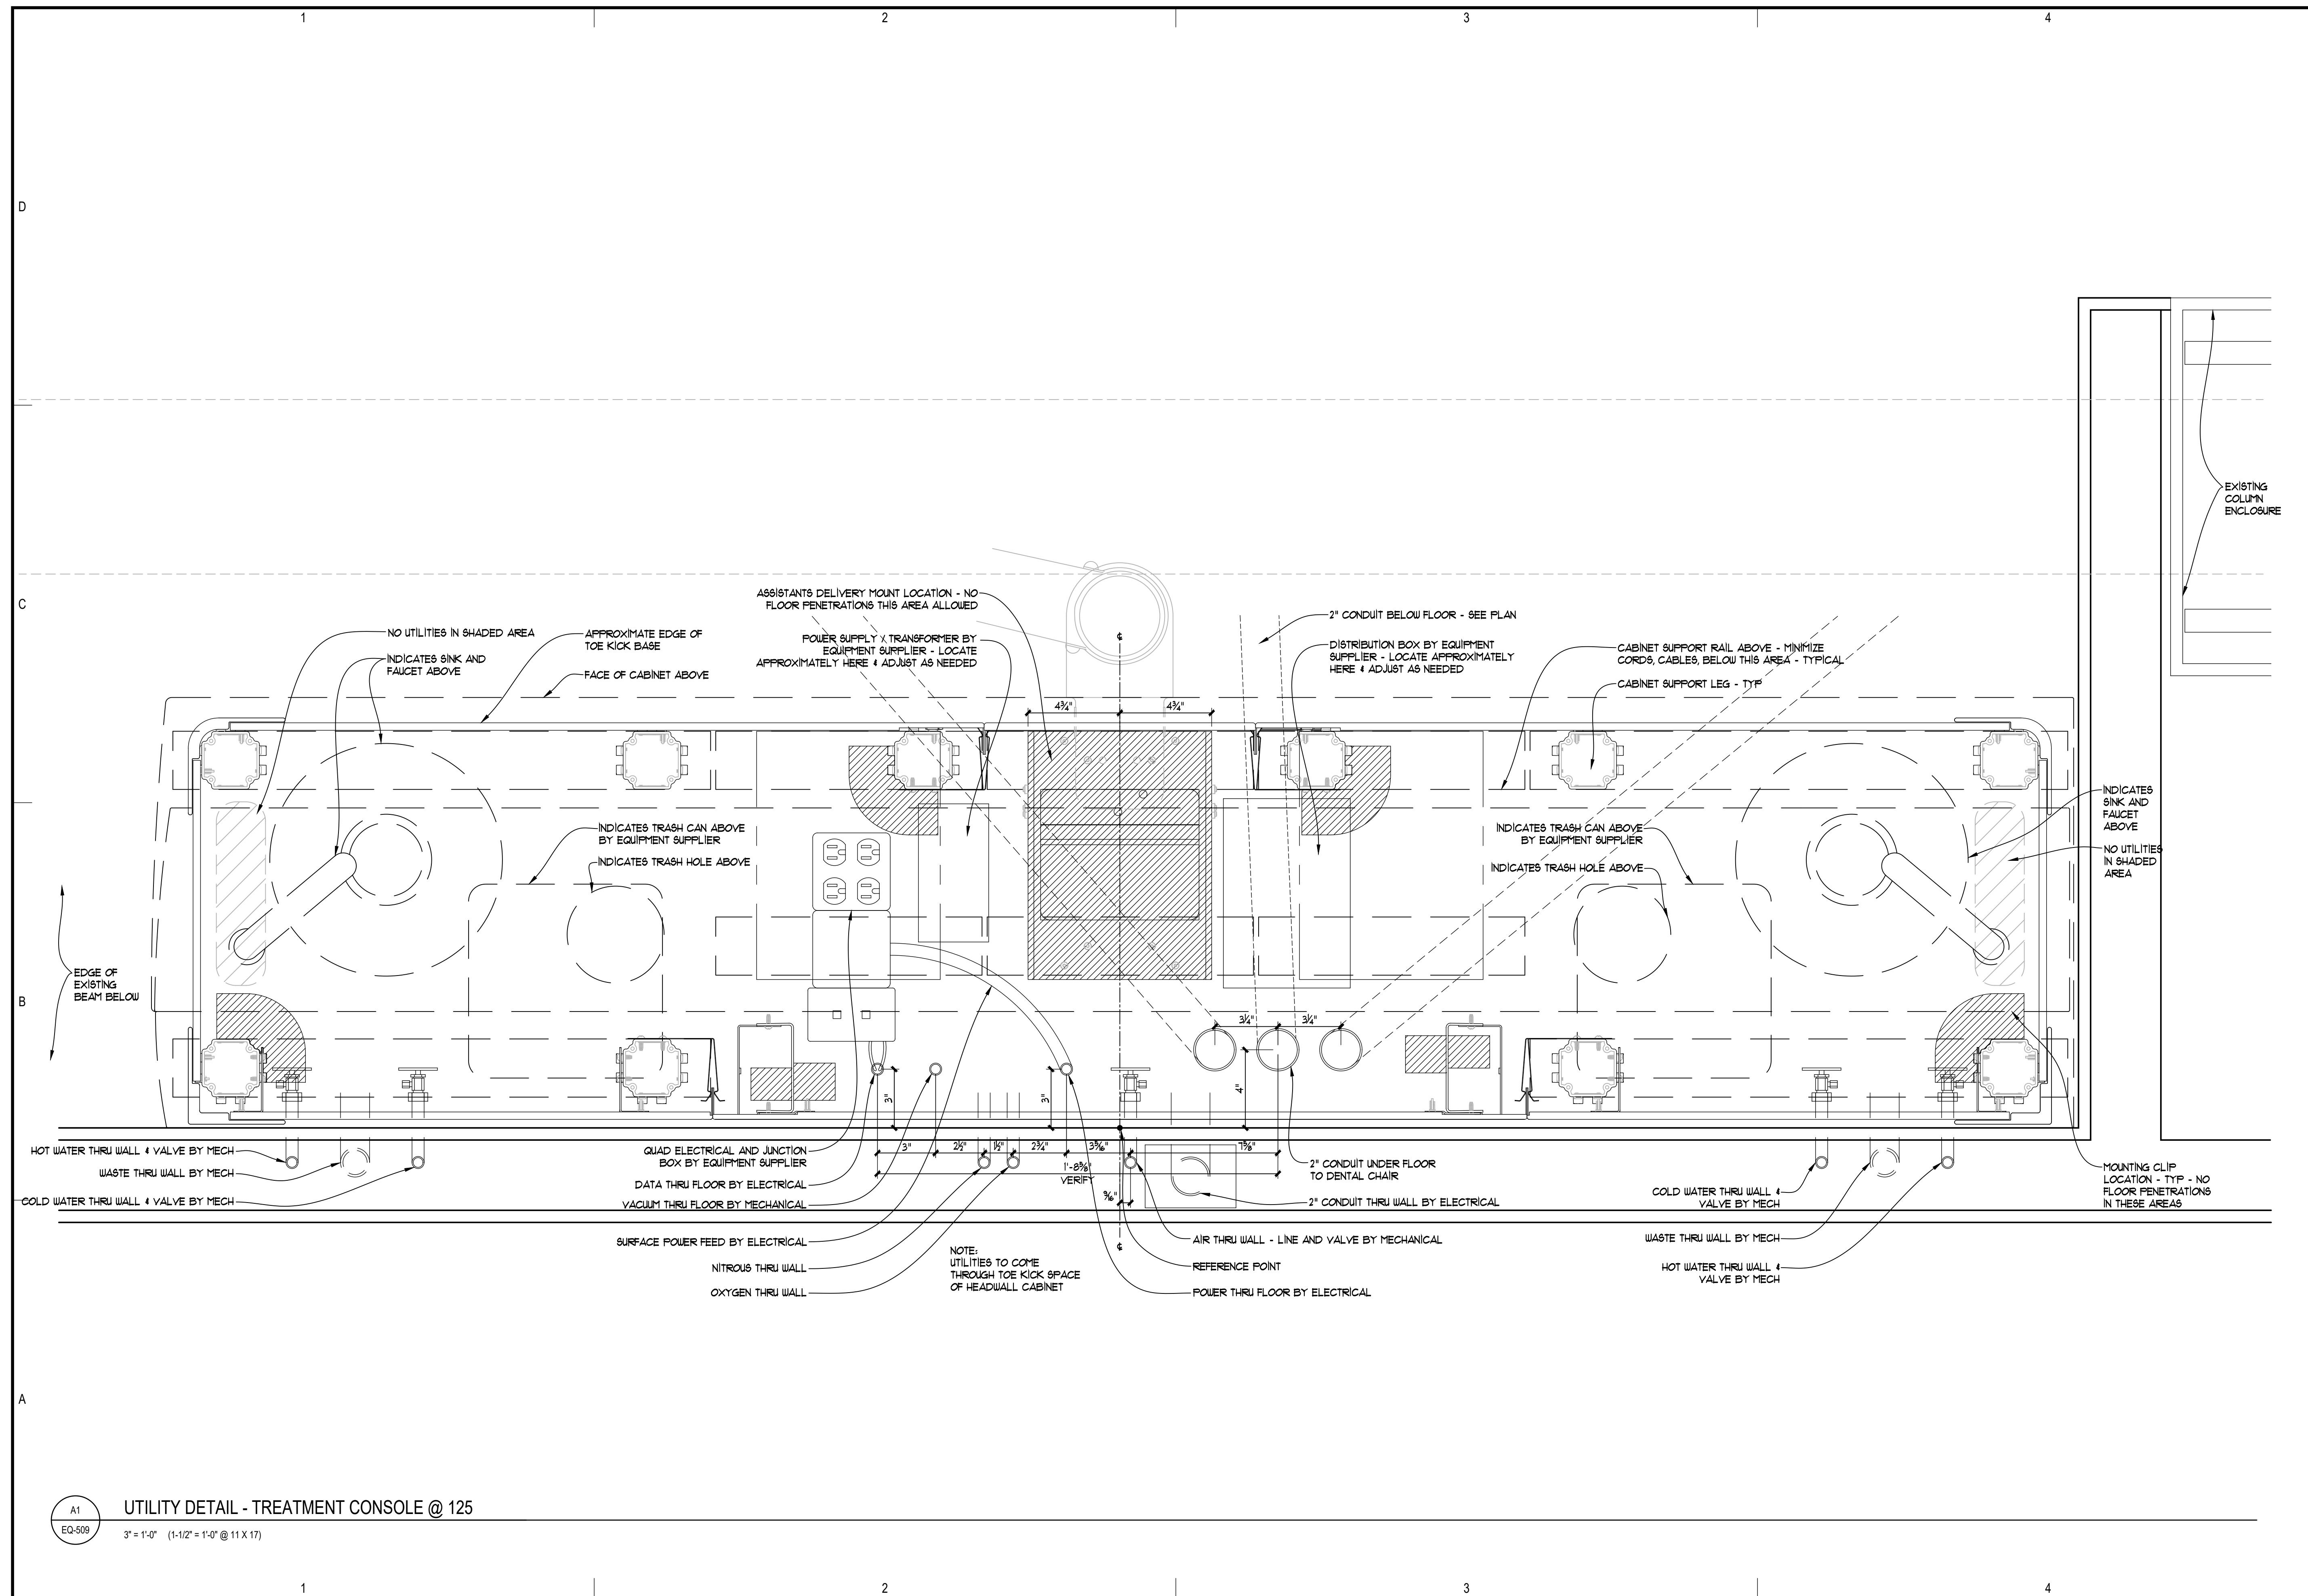 1 2 3 4
D
C
B
A
ASSISTANTS DELIVERY MOUNT LOCATION - NO
FLOOR PENETRATIONS THIS AREA ALLOWED
NO UTILITIES IN SHADED AREA
INDICATES SINK AND
FAUCET ABOVE
APPROXIMATE EDGE OF
TOE KICK BASE
FACE OF CABINET ABOVE
POWER SUPPLY / TRANSFORMER BY
EQUIPMENT SUPPLIER - LOCATE
APPROXIMATELY HERE & ADJUST AS NEEDED
2" CONDUIT BELOW FLOOR - SEE PLAN
DISTRIBUTION BOX BY EQUIPMENT
SUPPLIER - LOCATE APPROXIMATELY
HERE & ADJUST AS NEEDED
CABINET SUPPORT RAIL ABOVE - MINIMIZE
CORDS, CABLES, BELOW THIS AREA - TYPICAL
CABINET SUPPORT LEG - TYP
EXISTING
COLUMN
ENCLOSURE
4¾" 4¾"
INDICATES TRASH CAN ABOVE
BY EQUIPMENT SUPPLIER
INDICATES TRASH HOLE ABOVE
INDICATES TRASH CAN ABOVE
BY EQUIPMENT SUPPLIER
INDICATES TRASH HOLE ABOVE
INDICATES
SINK AND
FAUCET
ABOVE
NO UTILITIES
IN SHADED
AREA
EDGE OF
EXISTING
BEAM BELOW
3¼" 3¼"
3" 3" 4"
3" 2½" 1½" 2¾" 3⅝" 7⅝"
1'-8⅝"
VERIFY
HOT WATER THRU WALL & VALVE BY MECH
WASTE THRU WALL BY MECH
COLD WATER THRU WALL & VALVE BY MECH
QUAD ELECTRICAL AND JUNCTION
BOX BY EQUIPMENT SUPPLIER
DATA THRU FLOOR BY ELECTRICAL
VACUUM THRU FLOOR BY MECHANICAL
SURFACE POWER FEED BY ELECTRICAL
NITROUS THRU WALL
OXYGEN THRU WALL
NOTE:
UTILITIES TO COME
THROUGH TOE KICK SPACE
OF HEADWALL CABINET
2" CONDUIT UNDER FLOOR
TO DENTAL CHAIR
2" CONDUIT THRU WALL BY ELECTRICAL
AIR THRU WALL - LINE AND VALVE BY MECHANICAL
REFERENCE POINT
POWER THRU FLOOR BY ELECTRICAL
COLD WATER THRU WALL &
VALVE BY MECH
WASTE THRU WALL BY MECH
HOT WATER THRU WALL &
VALVE BY MECH
MOUNTING CLIP
LOCATION - TYP - NO
FLOOR PENETRATIONS
IN THESE AREAS
A1
EQ-509
UTILITY DETAIL - TREATMENT CONSOLE @ 125
3" = 1'-0" (1-1/2" = 1'-0" @ 11 X 17)
1 2 3 4